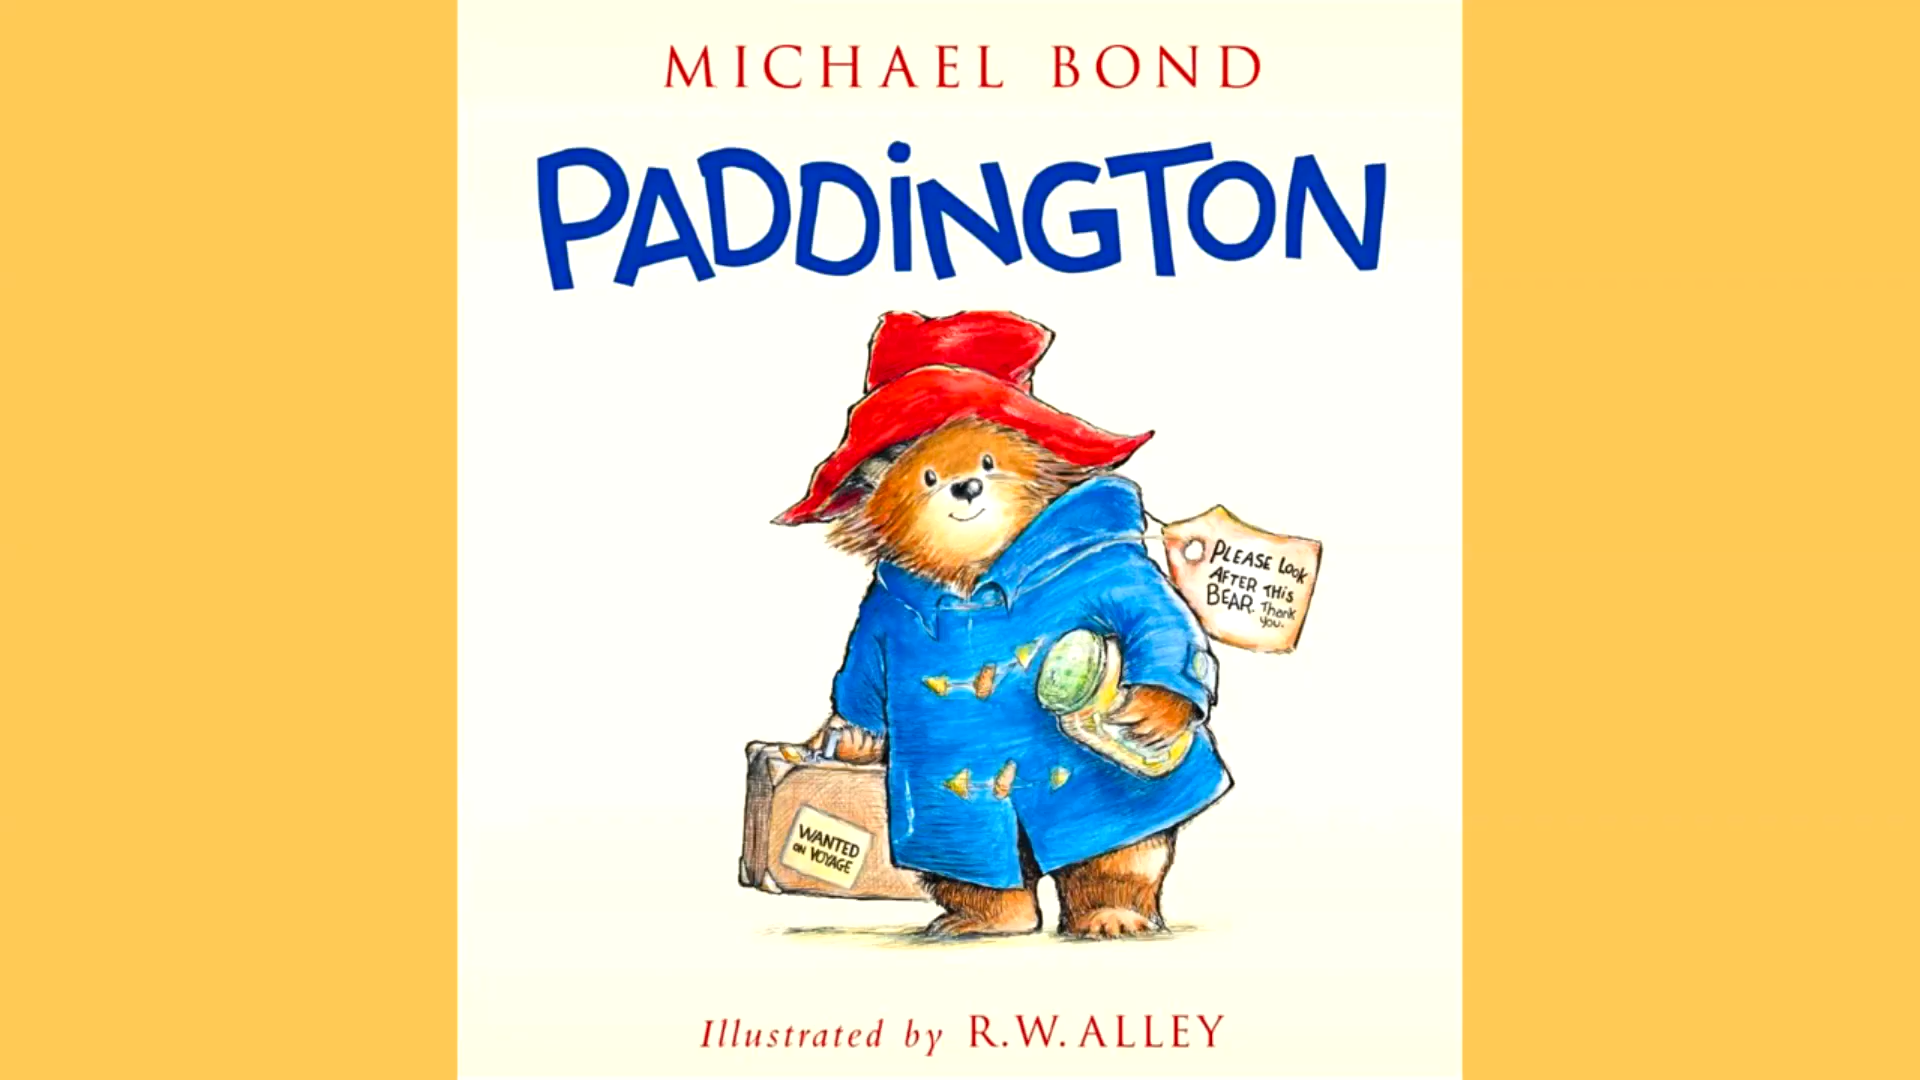 MICHAEL BOND
PADDiNGTON
PLEASE Look
AFTER THis
BEAR. Thank
you.
WANTED
ON VOYAGE
Illustrated by R.W. ALLEY